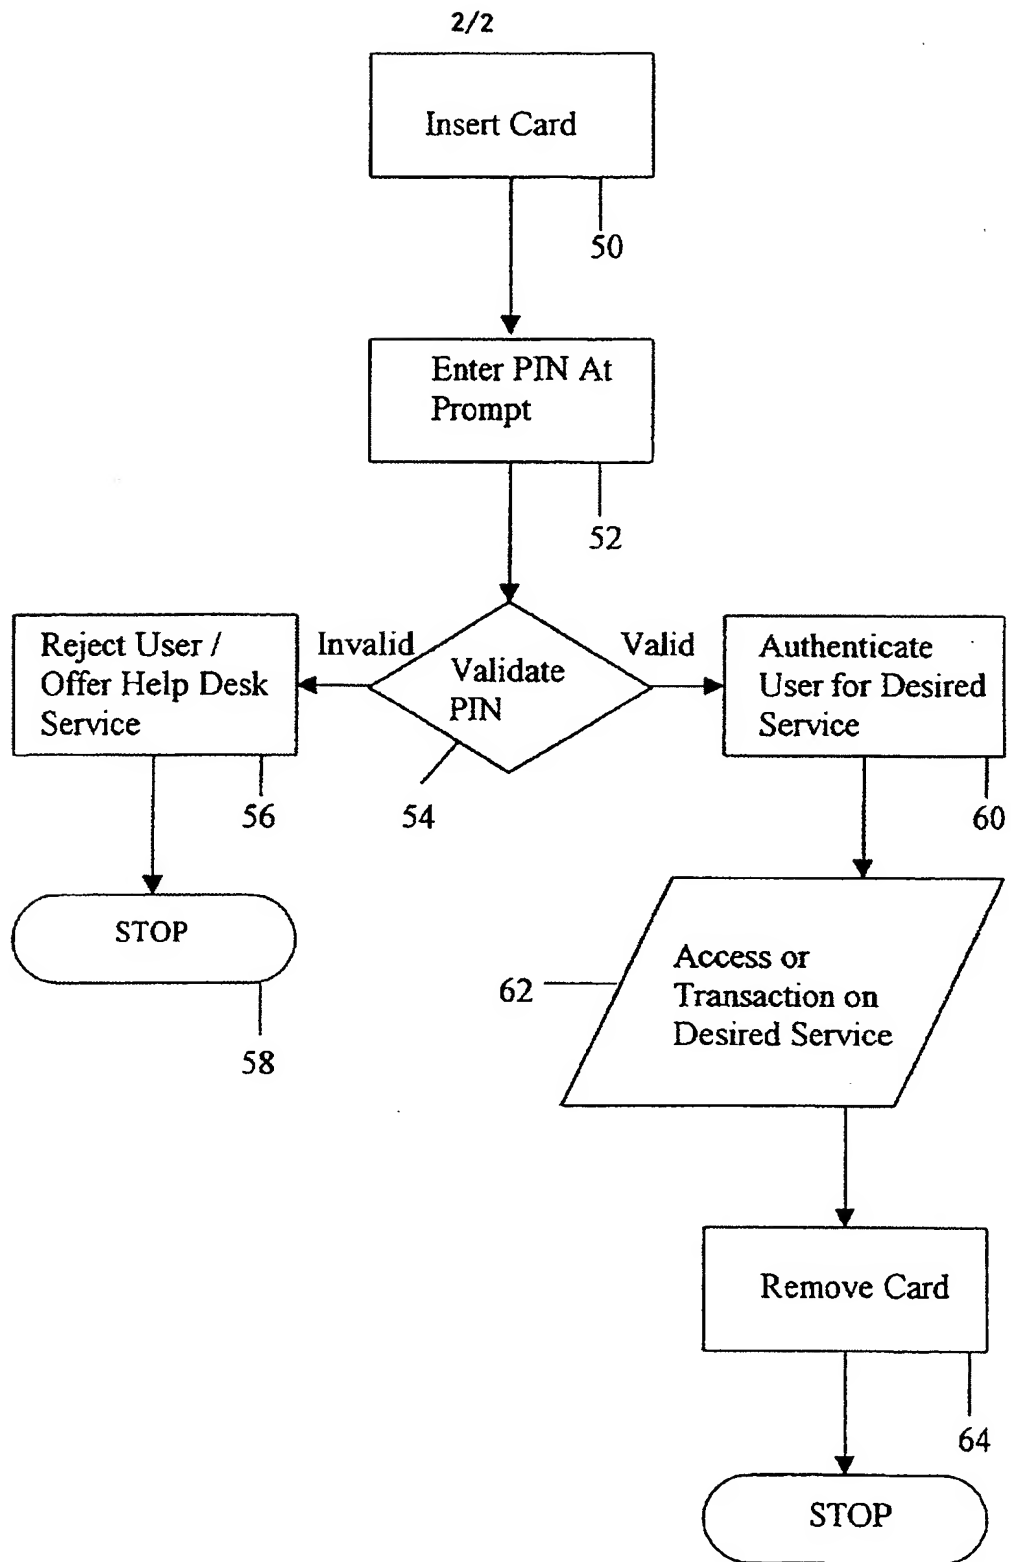 2/2
Insert Card
50
Enter PIN At
Prompt
52
Invalid
Valid
Validate
PIN
54
Reject User /
Offer Help Desk
Service
56
STOP
58
Authenticate
User for Desired
Service
60
Access or
Transaction on
Desired Service
62
Remove Card
64
STOP